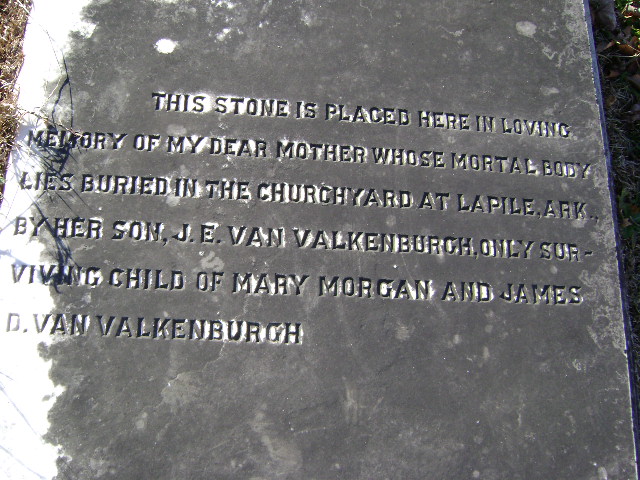 THIS STONE IS PLACED HERE IN LOVING
MEMORY OF MY DEAR MOTHER WHOSE MORTAL BODY
LIES BURIED IN THE CHURCHYARD AT LAPILE, ARK.,
BY HER SON, J. E. VAN VALKENBURGH, ONLY SUR-
VIVING CHILD OF MARY MORGAN AND JAMES
D. VAN VALKENBURGH